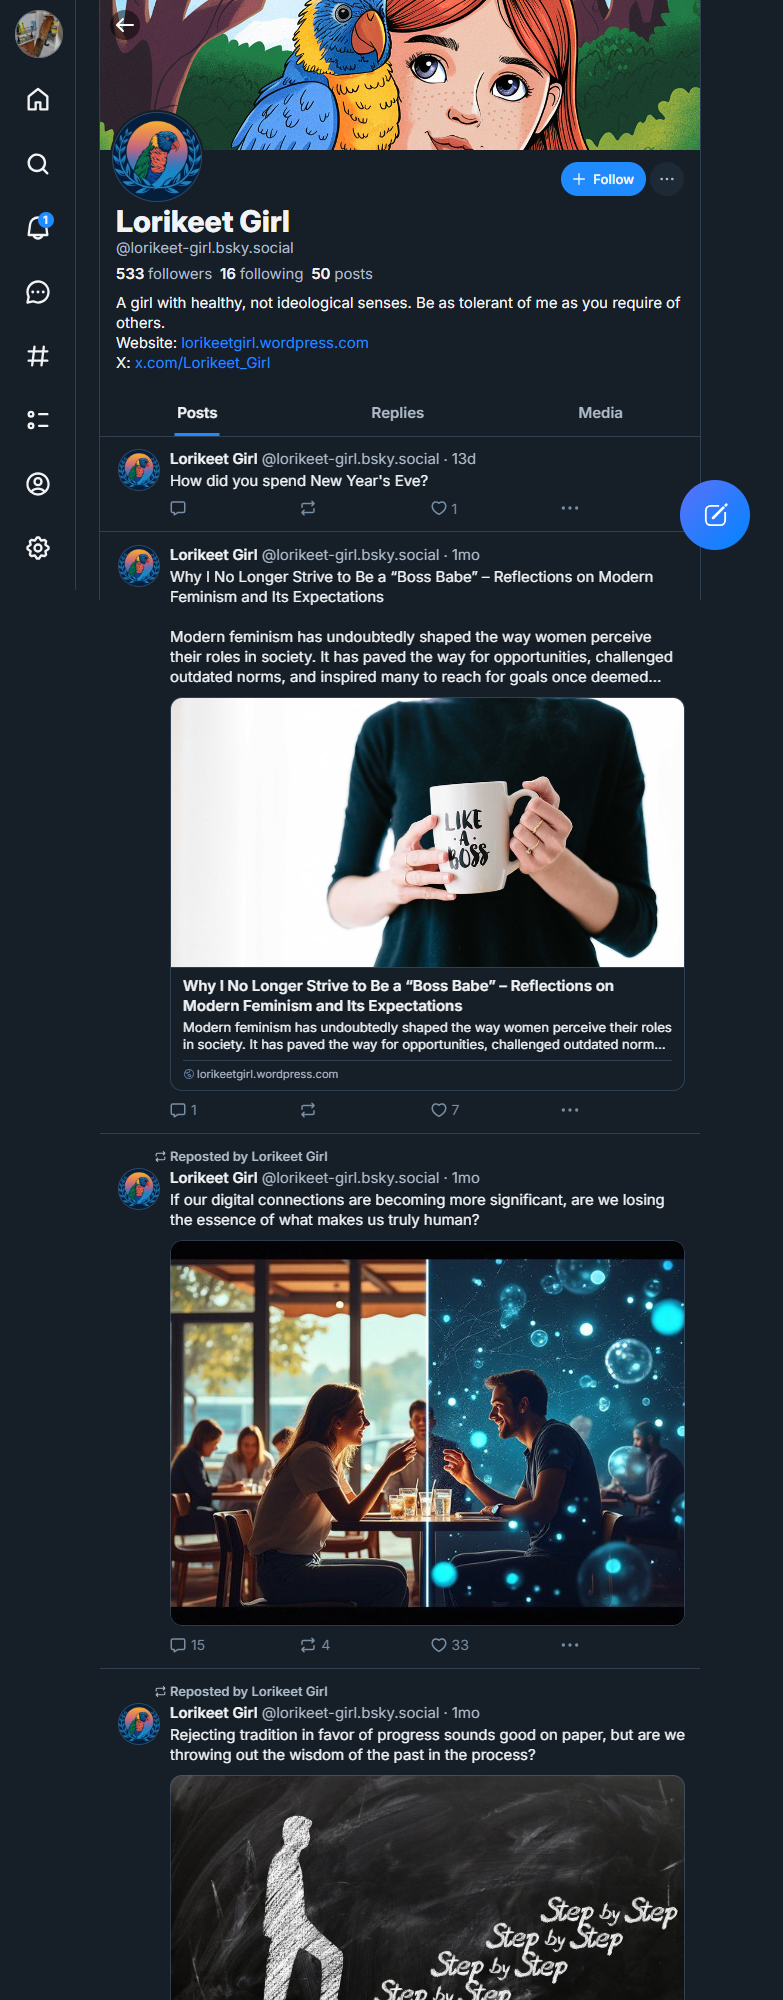 1
+ Follow
Lorikeet Girl
@lorikeet-girl.bsky.social
533 followers 16 following 50 posts
A girl with healthy, not ideological senses. Be as tolerant of me as you require of
others.
Website: lorikeetgirl.wordpress.com
X: x.com/Lorikeet_Girl
Posts Replies Media
Lorikeet Girl @lorikeet-girl.bsky.social · 13d
How did you spend New Year's Eve?
1
Lorikeet Girl @lorikeet-girl.bsky.social · 1mo
Why I No Longer Strive to Be a “Boss Babe” – Reflections on Modern
Feminism and Its Expectations
Modern feminism has undoubtedly shaped the way women perceive
their roles in society. It has paved the way for opportunities, challenged
outdated norms, and inspired many to reach for goals once deemed...
LIKE
A
BOSS
Why I No Longer Strive to Be a “Boss Babe” – Reflections on
Modern Feminism and Its Expectations
Modern feminism has undoubtedly shaped the way women perceive their roles
in society. It has paved the way for opportunities, challenged outdated norm...
lorikeetgirl.wordpress.com
1 7
Reposted by Lorikeet Girl
Lorikeet Girl @lorikeet-girl.bsky.social · 1mo
If our digital connections are becoming more significant, are we losing
the essence of what makes us truly human?
15 4 33
Reposted by Lorikeet Girl
Lorikeet Girl @lorikeet-girl.bsky.social · 1mo
Rejecting tradition in favor of progress sounds good on paper, but are we
throwing out the wisdom of the past in the process?
Step by Step
Step by Step
Step by Step
Step by Step